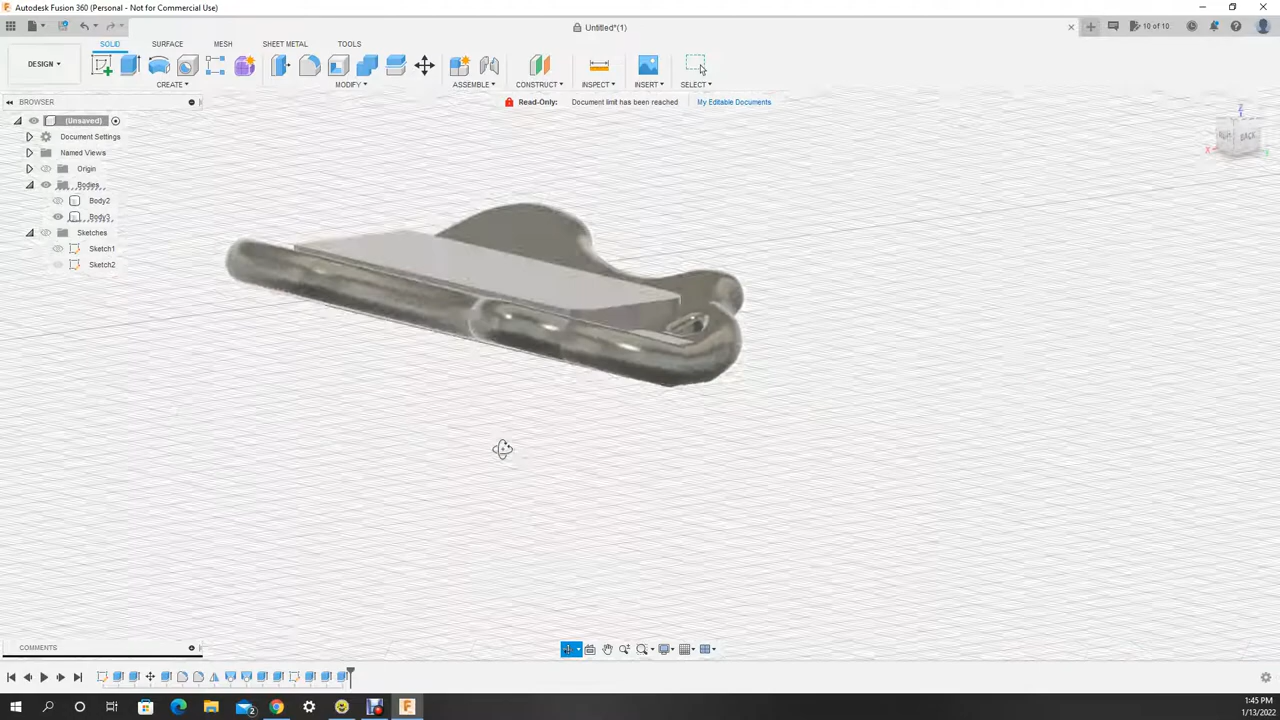 Autodesk Fusion 360 (Personal - Not for Commercial Use)
Untitled*(1)
10 of 10
DESIGN
SOLID SURFACE MESH SHEET METAL TOOLS
CREATE MODIFY ASSEMBLE CONSTRUCT INSPECT INSERT SELECT
BROWSER
Read-Only: Document limit has been reached My Editable Documents
(Unsaved)
Document Settings
Named Views
Origin
Bodies
Body2
Body3
Sketches
Sketch1
Sketch2
Z
BACK
X
COMMENTS
2
1:45 PM
1/13/2022